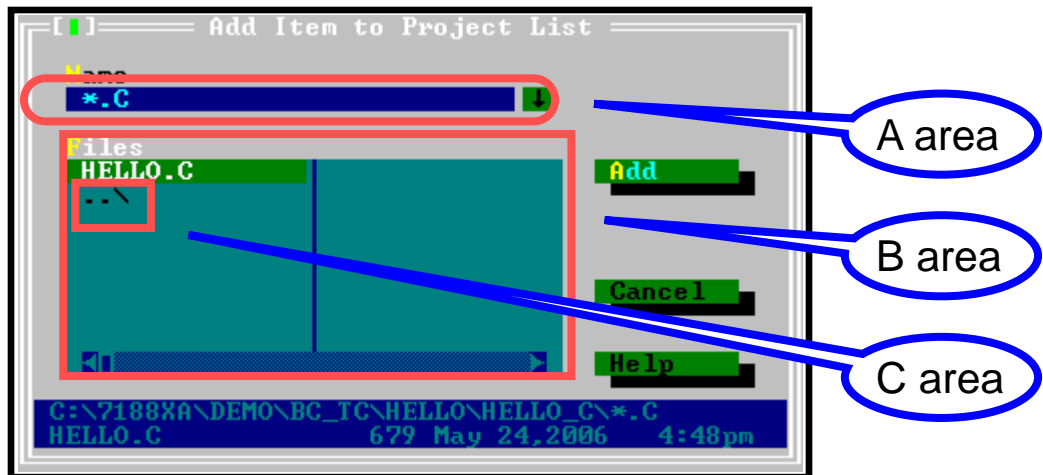 [ ] Add Item to Project List
Name
*.C
Files
HELLO.C
..\
Add
Cancel
Help
C:\7188XA\DEMO\BC_TC\HELLO\HELLO_C\*.C
HELLO.C 679 May 24,2006 4:48pm
A area
B area
C area